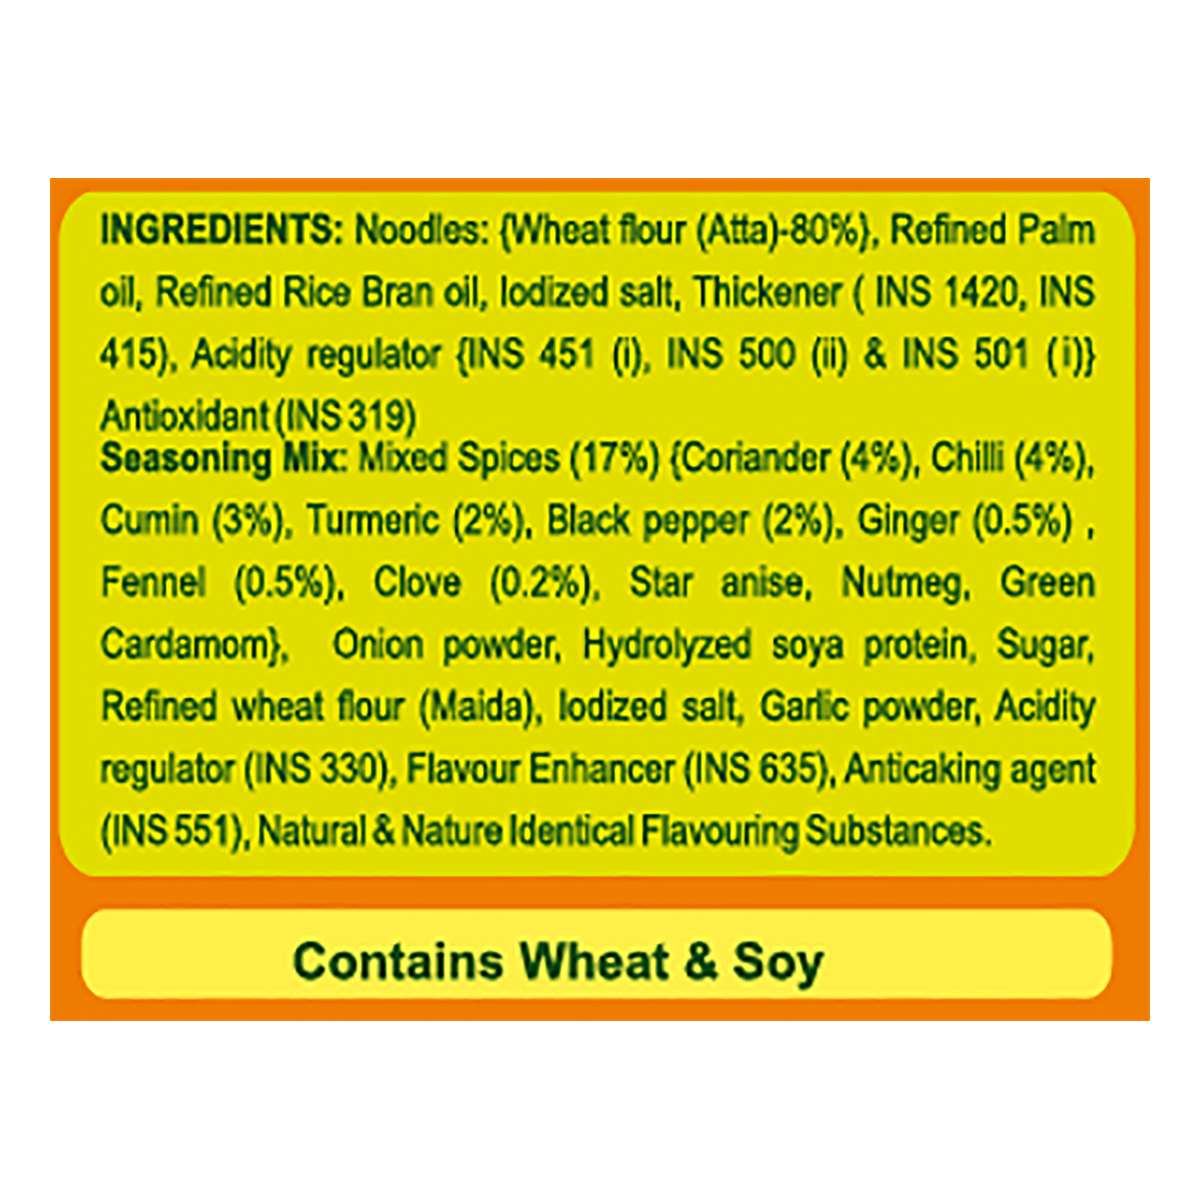 INGREDIENTS: Noodles: {Wheat flour (Atta)-80%}, Refined Palm
oil, Refined Rice Bran oil, Iodized salt, Thickener ( INS 1420, INS
415), Acidity regulator {INS 451 (i), INS 500 (ii) & INS 501 (i)}
Antioxidant (INS 319)
Seasoning Mix: Mixed Spices (17%) {Coriander (4%), Chilli (4%),
Cumin (3%), Turmeric (2%), Black pepper (2%), Ginger (0.5%) ,
Fennel (0.5%), Clove (0.2%), Star anise, Nutmeg, Green
Cardamom}, Onion powder, Hydrolyzed soya protein, Sugar,
Refined wheat flour (Maida), Iodized salt, Garlic powder, Acidity
regulator (INS 330), Flavour Enhancer (INS 635), Anticaking agent
(INS 551), Natural & Nature Identical Flavouring Substances.
Contains Wheat & Soy